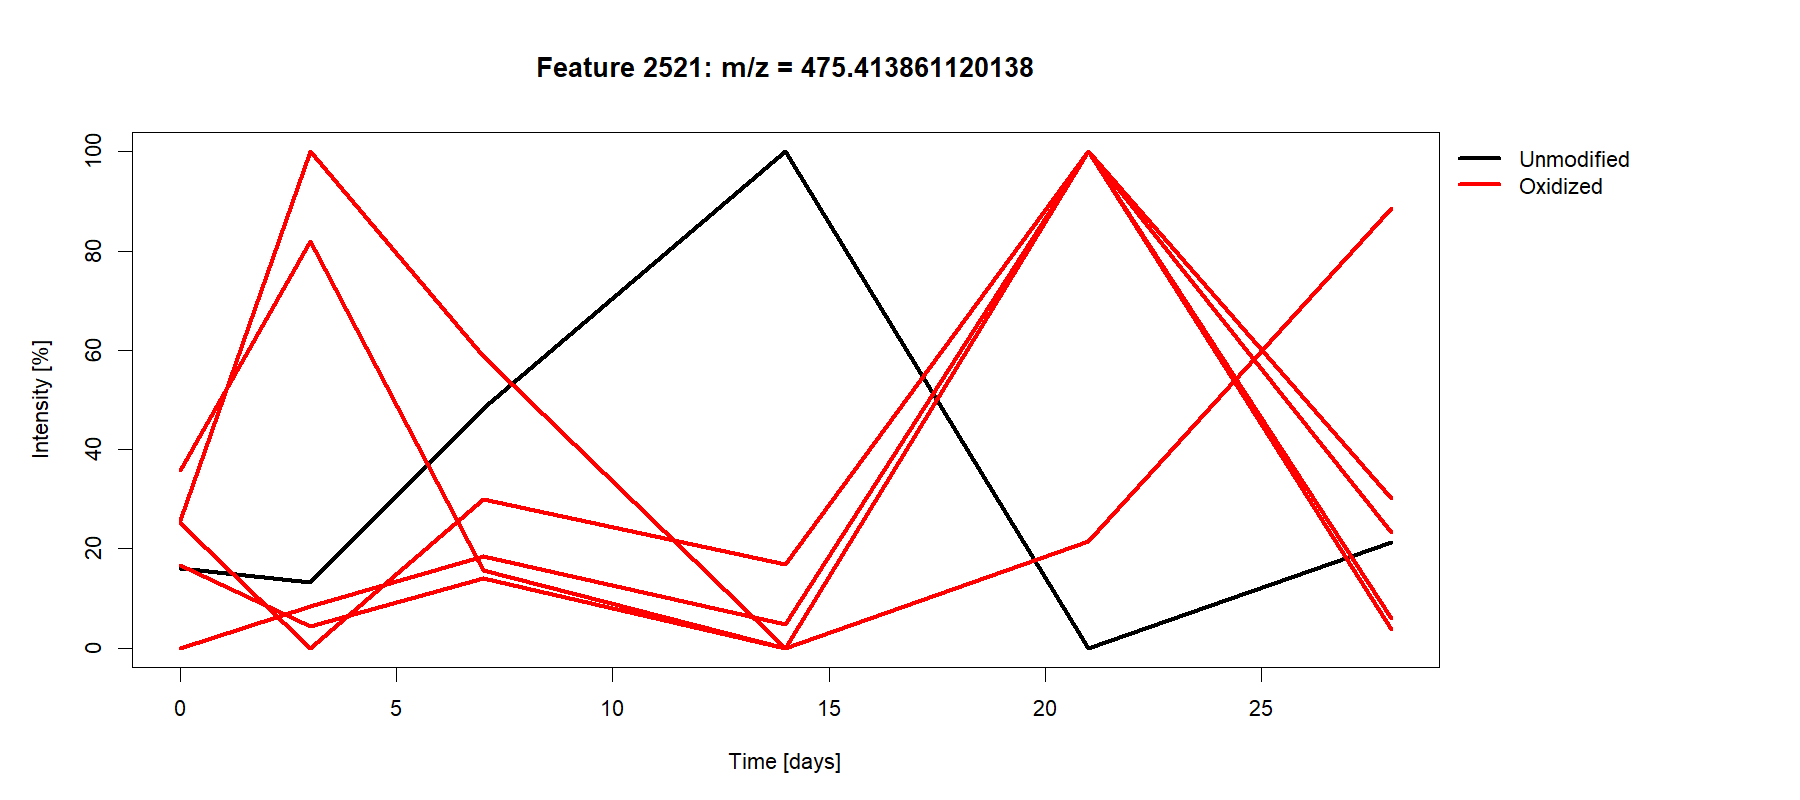 Feature 2521: m/z = 475.413861120138
Unmodified
Oxidized
Intensity [%]
100
80
60
40
20
0
0 5 10 15 20 25
Time [days]